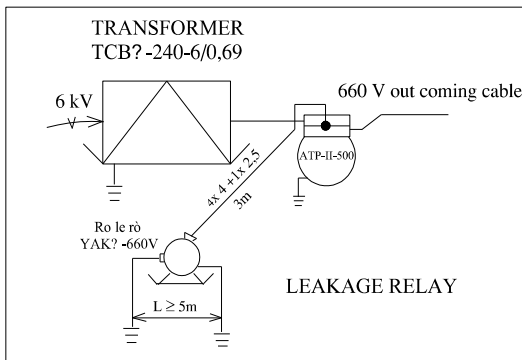 TRANSFORMER
TCB? -240-6/0,69
6 kV
660 V out coming cable
ATP-II-500
4x 4 +1x 2,5
3m
Ro le rò
YAK? -660V
L ≥ 5m
LEAKAGE RELAY